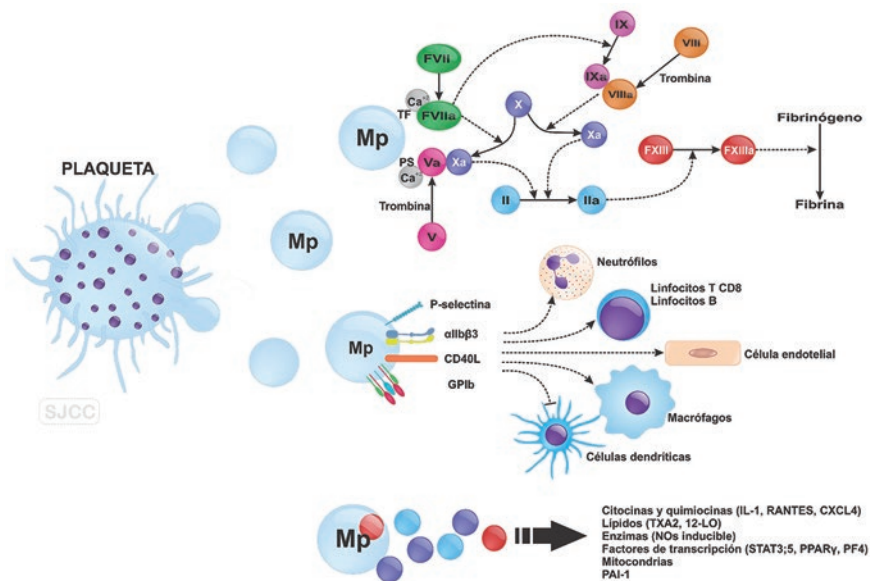 PLAQUETA
SJCC
Mp
Mp
FVii
Ca+2
TF
FVIIa
PS
Va
Xa
Ca+2
Trombina
V
X
Xa
IX
IXa
VIIi
Trombina
VIIIa
II
IIa
FXIII
FXIIIa
Fibrinógeno
Fibrina
Mp
P-selectina
αIIbβ3
CD40L
GPIb
Neutrófilos
Linfocitos T CD8
Linfocitos B
Célula endotelial
Macrófagos
Células dendríticas
Mp
Citocinas y quimiocinas (IL-1, RANTES, CXCL4)
Lípidos (TXA2, 12-LO)
Enzimas (NOs inducible)
Factores de transcripción (STAT3;5, PPARγ, PF4)
Mitocondrias
PAI-1